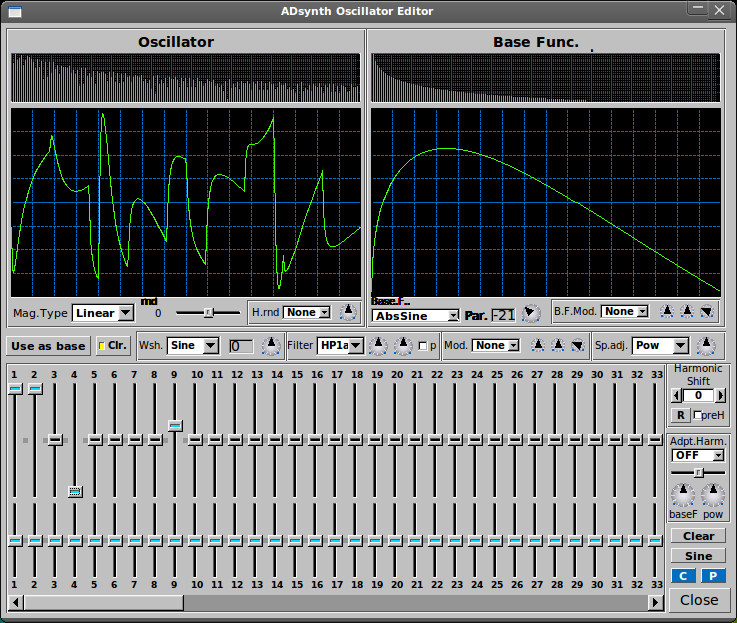 ADsynth Oscillator Editor
Oscillator
Base Func.
Mag.Type Linear
rnd
0
H.rnd None
Base.F..
AbsSine
Par. -21
B.F.Mod. None
Use as base
Clr.
Wsh. Sine
0
Filter HP1a
p
Mod. None
Sp.adj. Pow
1 2 3 4 5 6 7 8 9 10 11 12 13 14 15 16 17 18 19 20 21 22 23 24 25 26 27 28 29 30 31 32 33
Harmonic
Shift
0
R preH
Adpt.Harm.
OFF
baseF pow
Clear
Sine
C P
1 2 3 4 5 6 7 8 9 10 11 12 13 14 15 16 17 18 19 20 21 22 23 24 25 26 27 28 29 30 31 32 33
Close